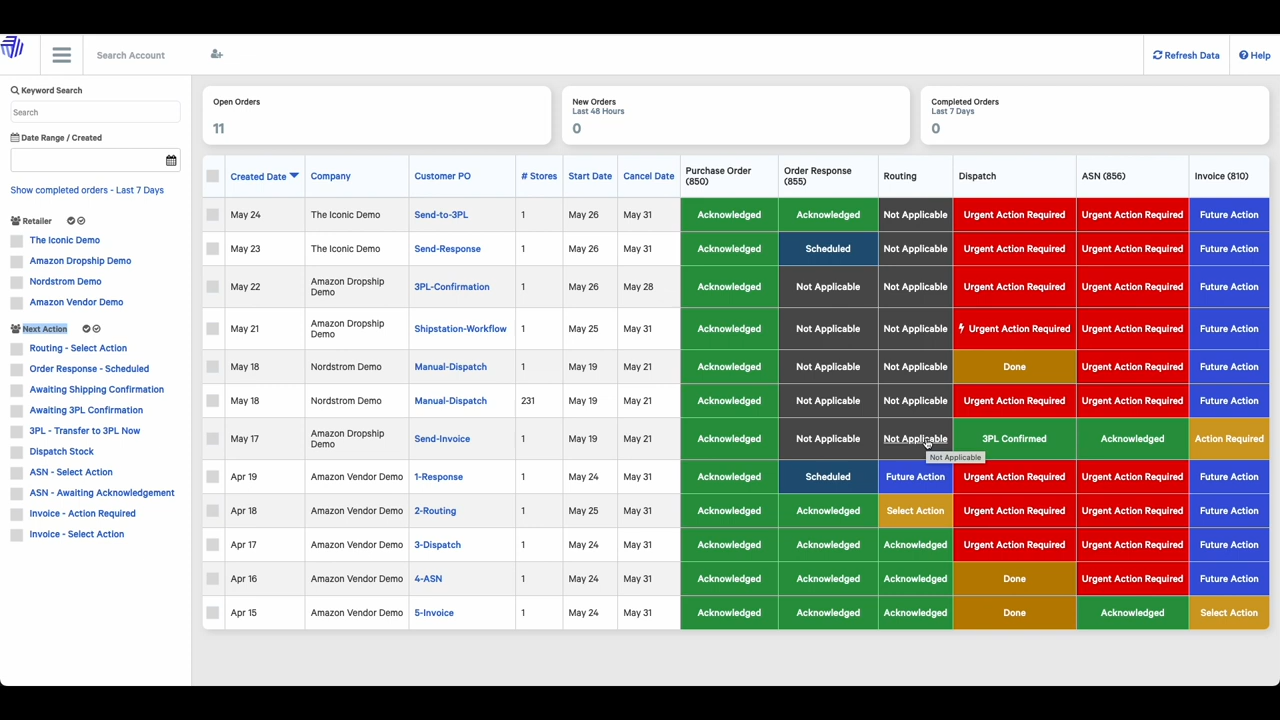 Search Account
Refresh Data
Help
Keyword Search
Search
Date Range / Created
Show completed orders - Last 7 Days
Retailer
The Iconic Demo
Amazon Dropship Demo
Nordstrom Demo
Amazon Vendor Demo
Next Action
Routing - Select Action
Order Response - Scheduled
Awaiting Shipping Confirmation
Awaiting 3PL Confirmation
3PL - Transfer to 3PL Now
Dispatch Stock
ASN - Select Action
ASN - Awaiting Acknowledgement
Invoice - Action Required
Invoice - Select Action
Open Orders
11
New Orders
Last 48 Hours
0
Completed Orders
Last 7 Days
0
Created Date Company Customer PO # Stores Start Date Cancel Date Purchase Order (850) Order Response (855) Routing Dispatch ASN (856) Invoice (810)
May 24 The Iconic Demo Send-to-3PL 1 May 26 May 31 Acknowledged Acknowledged Not Applicable Urgent Action Required Urgent Action Required Future Action
May 23 The Iconic Demo Send-Response 1 May 26 May 31 Acknowledged Scheduled Not Applicable Urgent Action Required Urgent Action Required Future Action
May 22 Amazon Dropship Demo 3PL-Confirmation 1 May 26 May 28 Acknowledged Not Applicable Not Applicable Urgent Action Required Urgent Action Required Future Action
May 21 Amazon Dropship Demo Shipstation-Workflow 1 May 25 May 31 Acknowledged Not Applicable Not Applicable Urgent Action Required Urgent Action Required Future Action
May 18 Nordstrom Demo Manual-Dispatch 1 May 19 May 21 Acknowledged Not Applicable Not Applicable Done Urgent Action Required Future Action
May 18 Nordstrom Demo Manual-Dispatch 231 May 19 May 21 Acknowledged Not Applicable Not Applicable Urgent Action Required Urgent Action Required Future Action
May 17 Amazon Dropship Demo Send-Invoice 1 May 19 May 21 Acknowledged Not Applicable Not Applicable 3PL Confirmed Acknowledged Action Required
Not Applicable
Apr 19 Amazon Vendor Demo 1-Response 1 May 24 May 31 Acknowledged Scheduled Future Action Urgent Action Required Urgent Action Required Future Action
Apr 18 Amazon Vendor Demo 2-Routing 1 May 25 May 31 Acknowledged Acknowledged Select Action Urgent Action Required Urgent Action Required Future Action
Apr 17 Amazon Vendor Demo 3-Dispatch 1 May 24 May 31 Acknowledged Acknowledged Acknowledged Urgent Action Required Urgent Action Required Future Action
Apr 16 Amazon Vendor Demo 4-ASN 1 May 24 May 31 Acknowledged Acknowledged Acknowledged Done Urgent Action Required Future Action
Apr 15 Amazon Vendor Demo 5-Invoice 1 May 24 May 31 Acknowledged Acknowledged Acknowledged Done Acknowledged Select Action